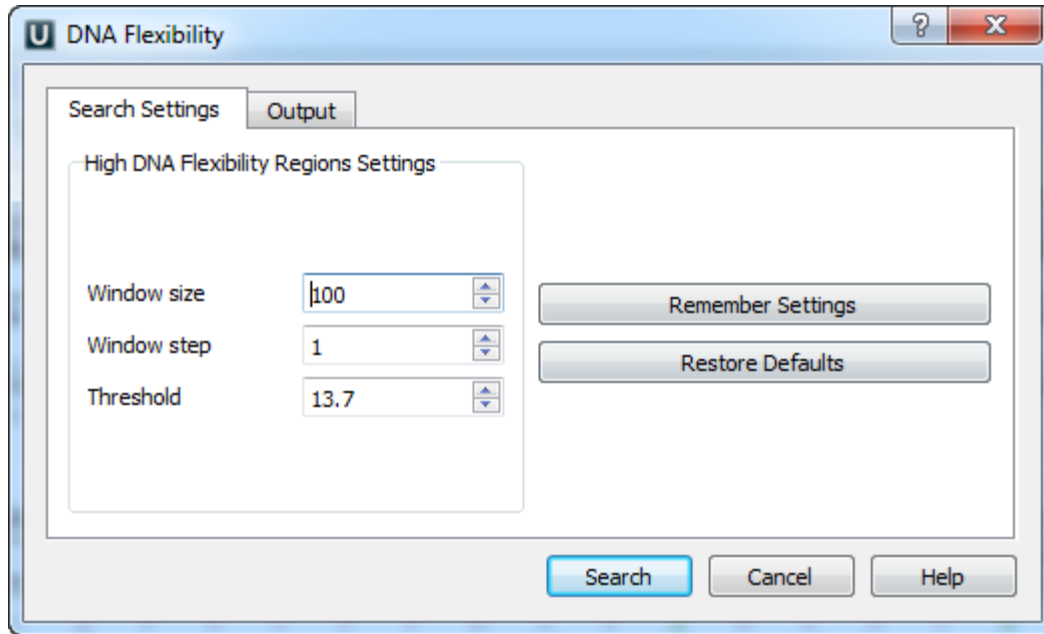 U DNA Flexibility ?
Search Settings Output
High DNA Flexibility Regions Settings
Window size 100
Window step 1
Threshold 13.7
Remember Settings
Restore Defaults
Search Cancel Help